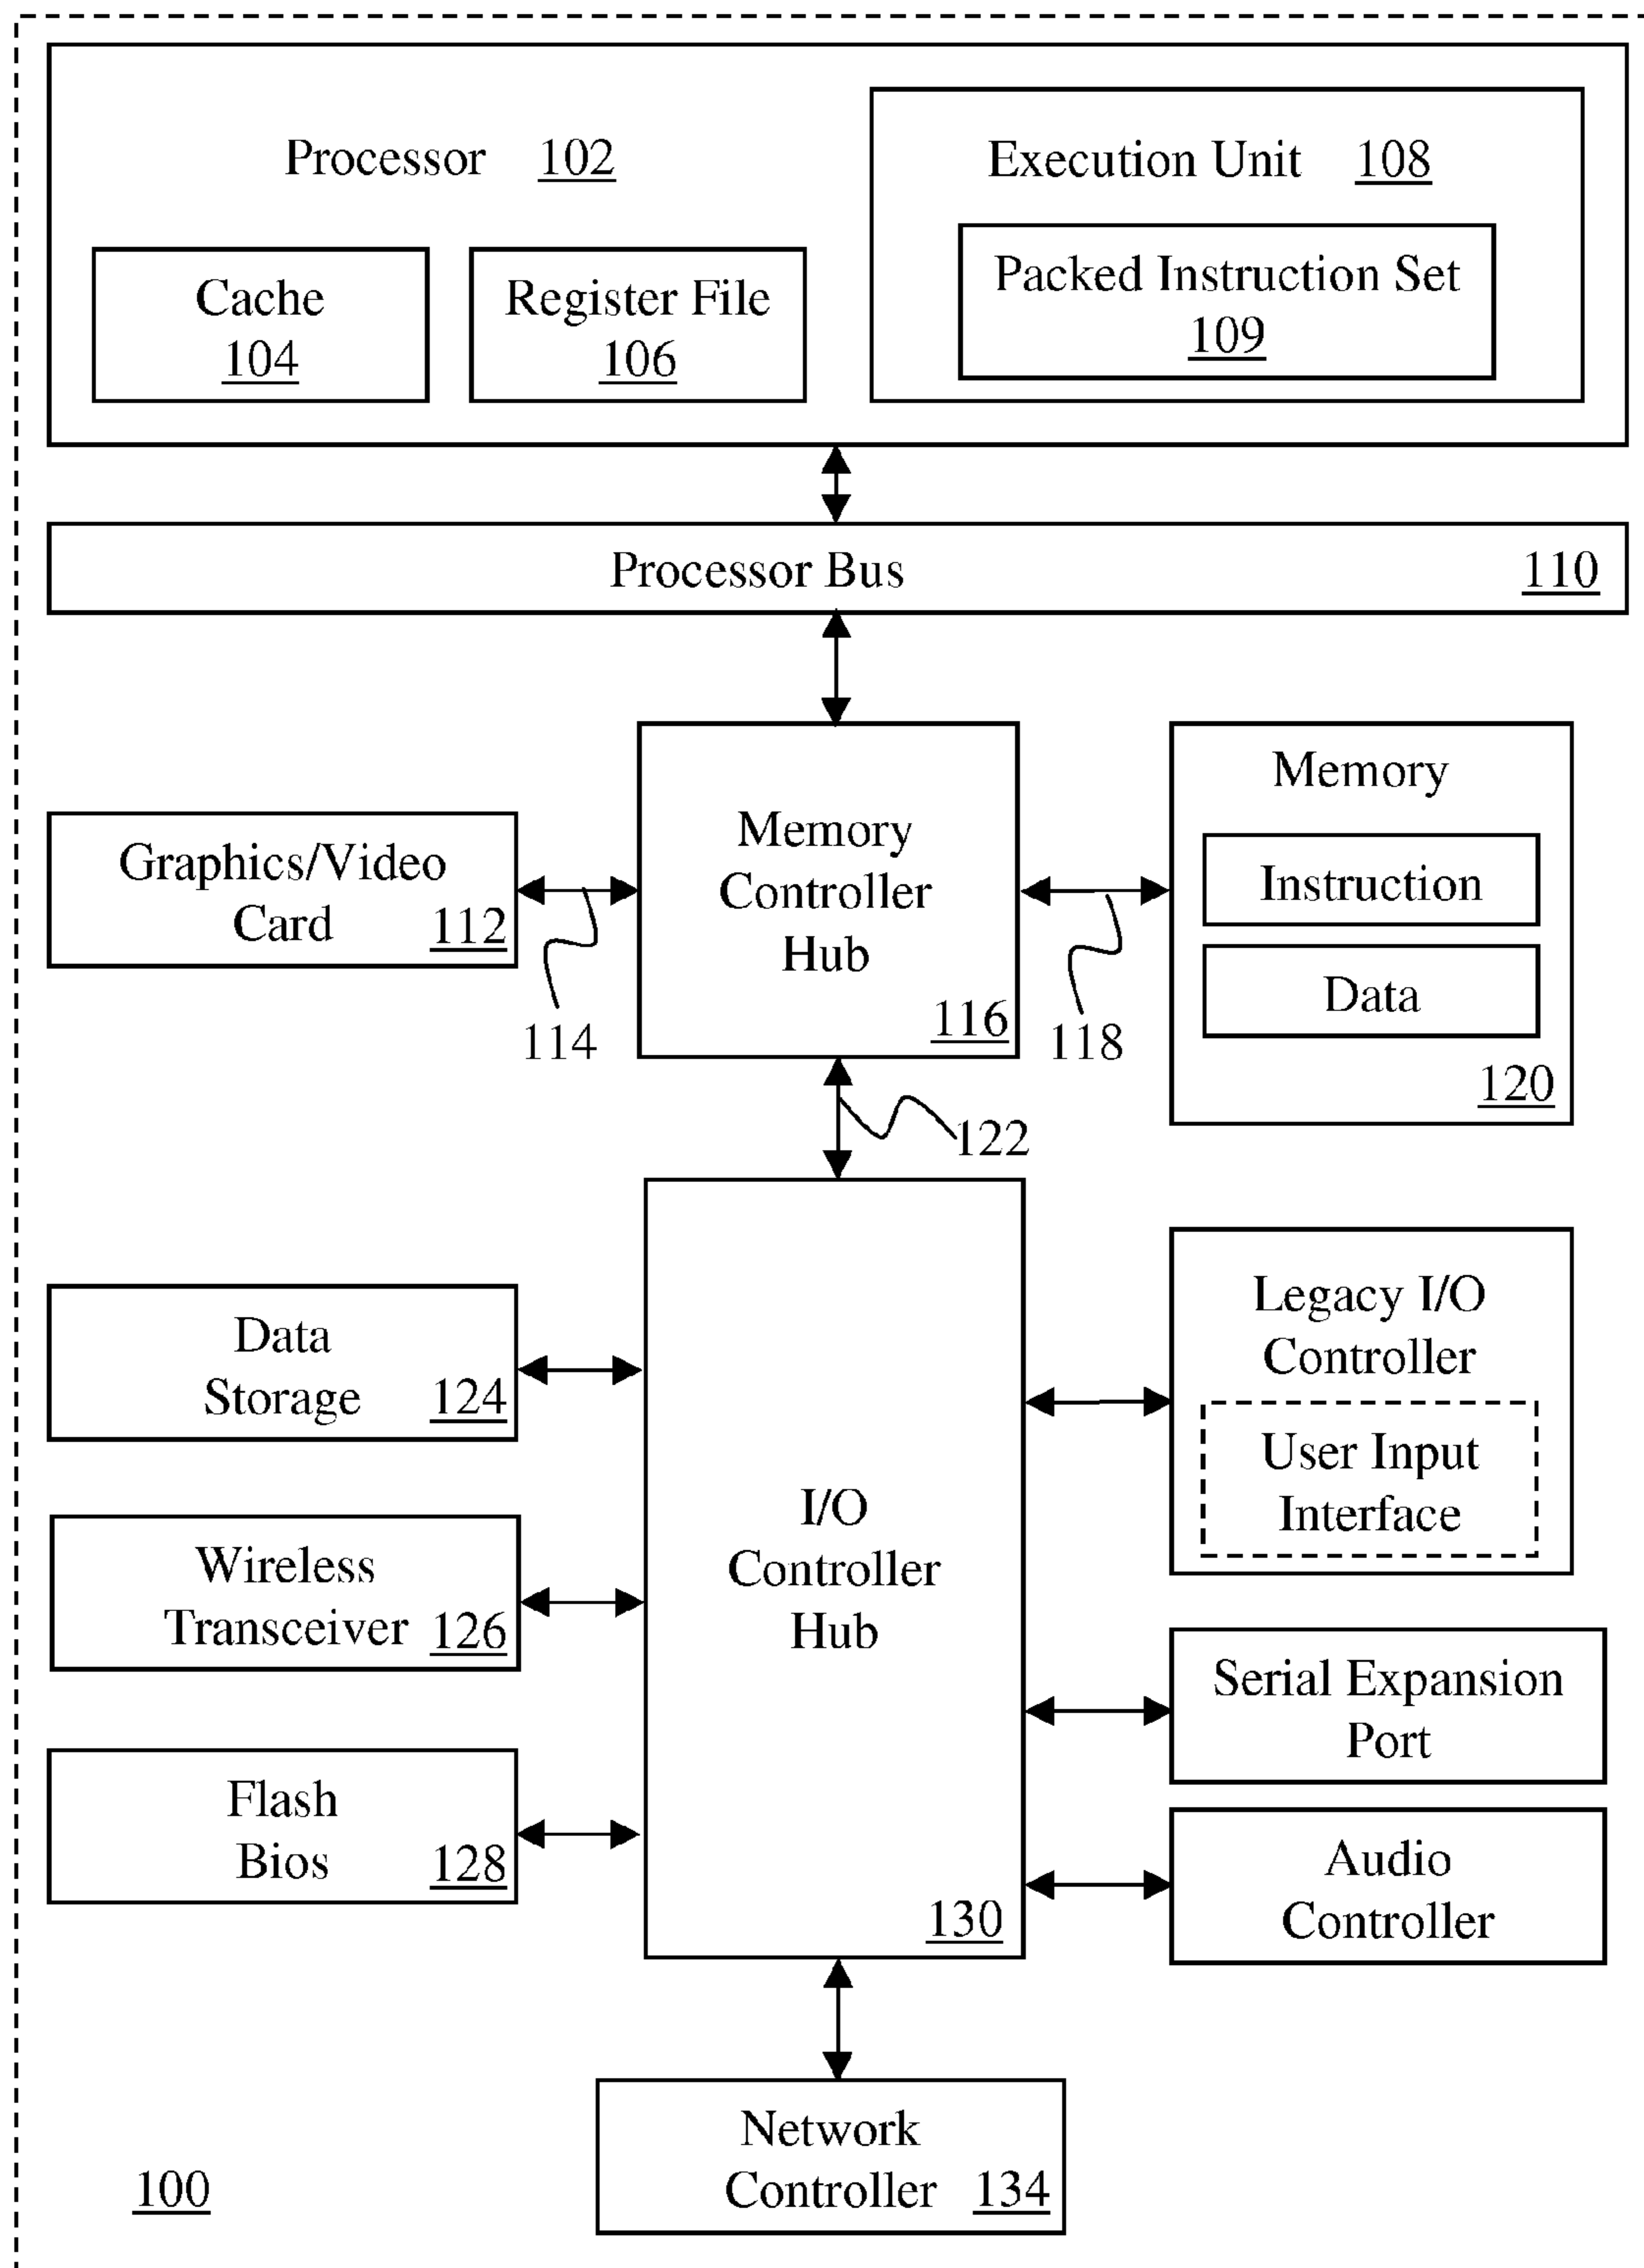 Processor 102
Execution Unit 108
Packed Instruction Set
109
Cache
104
Register File
106
Processor Bus 110
Graphics/Video
Card 112
114
Memory
Controller
Hub
116
118
Memory
Instruction
Data
120
122
Data
Storage 124
Wireless
Transceiver 126
Flash
Bios 128
I/O
Controller
Hub
130
Legacy I/O
Controller
User Input
Interface
Serial Expansion
Port
Audio
Controller
Network
Controller 134
100